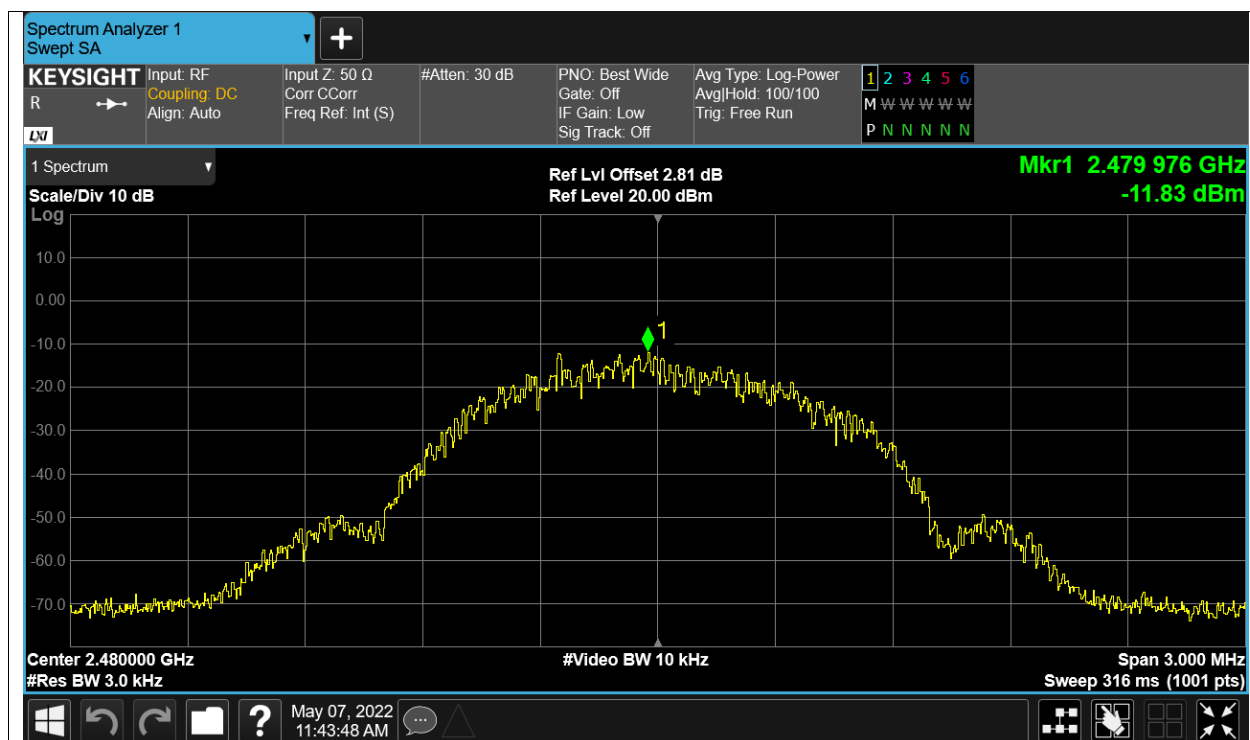 Spectrum Analyzer 1
Swept SA
+
KEYSIGHT
R
LXI
Input: RF
Coupling: DC
Align: Auto
Input Z: 50 Ω
Corr CCorr
Freq Ref: Int (S)
#Atten: 30 dB
PNO: Best Wide
Gate: Off
IF Gain: Low
Sig Track: Off
Avg Type: Log-Power
Avg|Hold: 100/100
Trig: Free Run
1 2 3 4 5 6
M W W W W W
P N N N N N
1 Spectrum
Scale/Div 10 dB
Log
Ref Lvl Offset 2.81 dB
Ref Level 20.00 dBm
Mkr1 2.479 976 GHz
-11.83 dBm
10.0
0.00
-10.0
-20.0
-30.0
-40.0
-50.0
-60.0
-70.0
1
Center 2.480000 GHz
#Res BW 3.0 kHz
#Video BW 10 kHz
Span 3.000 MHz
Sweep 316 ms (1001 pts)
?
May 07, 2022
11:43:48 AM